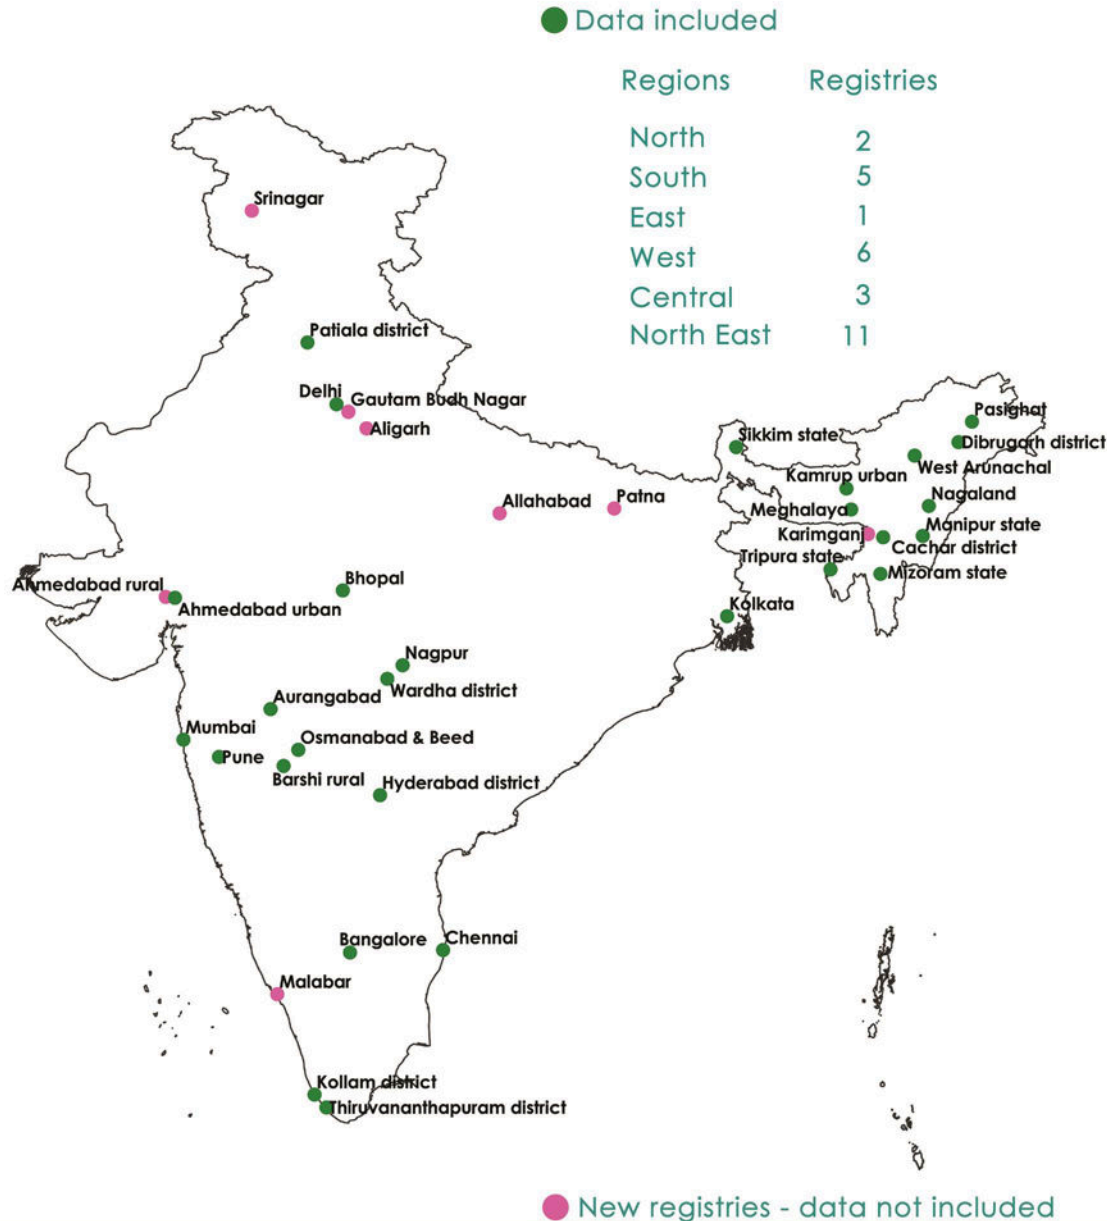 Data included
Regions Registries
North 2
South 5
East 1
West 6
Central 3
North East 11
Srinagar
Patiala district
Delhi
Gautam Budh Nagar
Aligarh
Pasighat
Sikkim state
Dibrugarh district
West Arunachal
Kamrup urban
Allahabad
Patna
Nagaland
Meghalaya
Manipur state
Karimganj
Cachar district
Tripura state
Mizoram state
Ahmedabad rural
Bhopal
Ahmedabad urban
Kolkata
Nagpur
Wardha district
Aurangabad
Mumbai
Osmanabad & Beed
Pune
Barshi rural
Hyderabad district
Bangalore
Chennai
Malabar
Kollam district
Thiruvananthapuram district
New registries - data not included